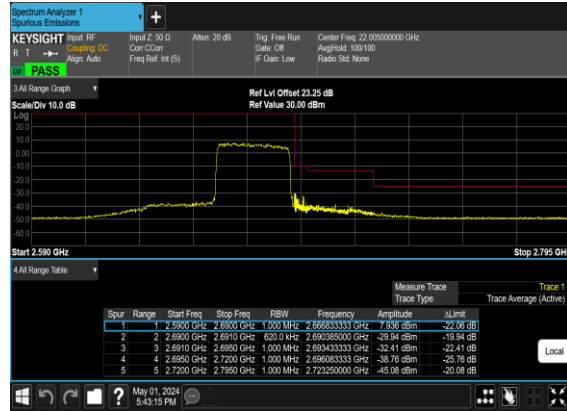 Spectrum Analyzer 1
Spurious Emissions
KEYSIGHT Input: RF Input Z: 50 Ω Atten: 20 dB Trig: Free Run Center Freq: 22.005000000 GHz
R T Coupling: DC Corr CCorr Gate: Off Avg|Hold: 100/100
Align: Auto Freq Ref: Int (S) IF Gain: Low Radio Std: None
PASS
3 All Range Graph Ref Lvl Offset 23.25 dB
Scale/Div 10.0 dB Ref Value 30.00 dBm
Log
20.0
10.0
0.00
-10.0
-20.0
-30.0
-40.0
-50.0
-60.0
Start 2.590 GHz Stop 2.795 GH
4 All Range Table
Measure Trace Trace 1
Trace Type Trace Average (Active)
Spur Range Start Freq Stop Freq RBW Frequency Amplitude ΔLimit
1 1 2.5900 GHz 2.6900 GHz 1.000 MHz 2.666833333 GHz 7.936 dBm -22.06 dB
2 2 2.6900 GHz 2.6910 GHz 620.0 kHz 2.690385000 GHz -29.94 dBm -19.94 dB
3 3 2.6910 GHz 2.6950 GHz 1.000 MHz 2.693433333 GHz -32.41 dBm -22.41 dB
4 4 2.6950 GHz 2.7200 GHz 1.000 MHz 2.696083333 GHz -38.76 dBm -25.76 dB
5 5 2.7200 GHz 2.7950 GHz 1.000 MHz 2.723250000 GHz -45.08 dBm -20.08 dB
Local
May 01, 2024
5:43:15 PM